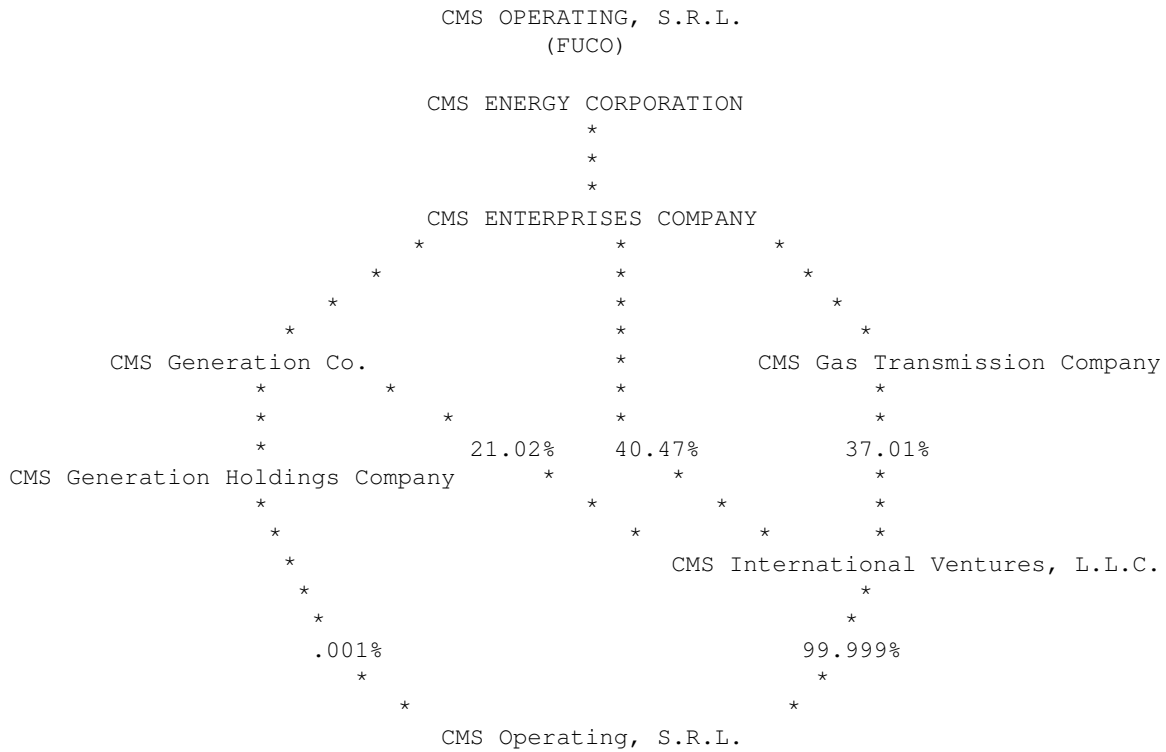 CMS OPERATING, S.R.L.
(FUCO)
CMS ENERGY CORPORATION
*
*
*
CMS ENTERPRISES COMPANY
* * *
* * *
* * *
* * *
CMS Generation Co. * CMS Gas Transmission Company
* * * *
* * * *
* 21.02% 40.47% 37.01%
CMS Generation Holdings Company * * *
* * * *
* * * *
* CMS International Ventures, L.L.C.
* *
* *
.001% 99.999%
* *
* *
CMS Operating, S.R.L.